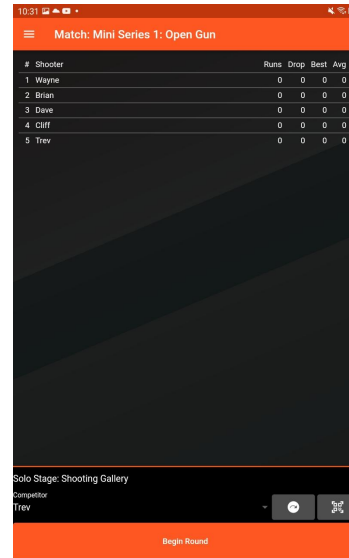 10:31
Match: Mini Series 1: Open Gun
# Shooter Runs Drop Best Avg
1 Wayne 0 0 0 0
2 Brian 0 0 0 0
3 Dave 0 0 0 0
4 Cliff 0 0 0 0
5 Trev 0 0 0 0
Solo Stage: Shooting Gallery
Competitor
Trev
Begin Round